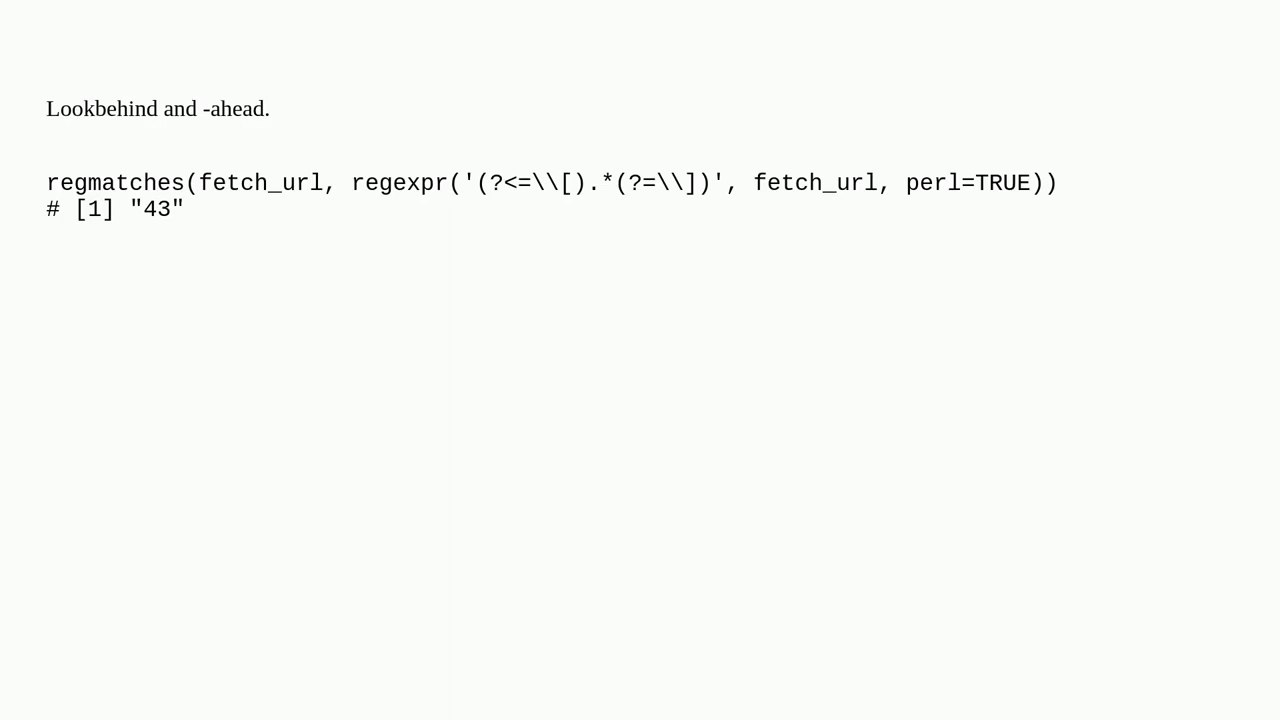 Lookbehind and -ahead.
regmatches(fetch_url, regexpr('(?<=\\[).*(?=\\])', fetch_url, perl=TRUE))
# [1] "43"